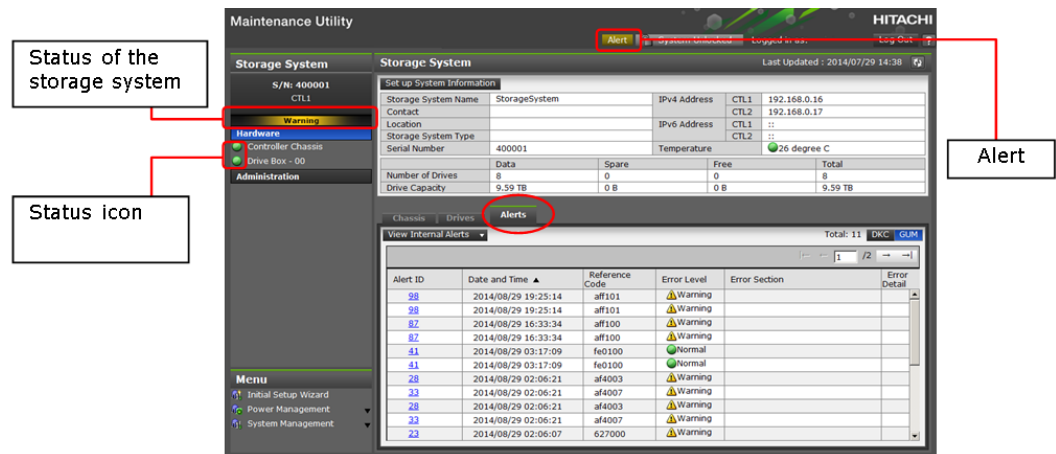 Maintenance Utility HITACHI
Alert System Unlocked Logged in as: Log Out ?
Status of the
storage system
Status icon
Alert
Storage System
S/N: 400001
CTL1
Warning
Hardware
Controller Chassis
Drive Box - 00
Administration
Menu
Initial Setup Wizard
Power Management
System Management
Storage System Last Updated : 2014/07/29 14:38
Set up System Information
Storage System Name StorageSystem IPv4 Address CTL1 192.168.0.16
Contact CTL2 192.168.0.17
Location IPv6 Address CTL1 ::
Storage System Type CTL2 ::
Serial Number 400001 Temperature 26 degree C
Data Spare Free Total
Number of Drives 8 0 0 8
Drive Capacity 9.59 TB 0 B 0 B 9.59 TB
Chassis Drives Alerts
View Internal Alerts Total: 11 DKC GUM
1 /2
Alert ID Date and Time ▲ Reference Code Error Level Error Section Error Detail
98 2014/08/29 19:25:14 aff101 Warning
98 2014/08/29 19:25:14 aff101 Warning
87 2014/08/29 16:33:34 aff100 Warning
87 2014/08/29 16:33:34 aff100 Warning
41 2014/08/29 03:17:09 fe0100 Normal
41 2014/08/29 03:17:09 fe0100 Normal
28 2014/08/29 02:06:21 af4003 Warning
33 2014/08/29 02:06:21 af4007 Warning
28 2014/08/29 02:06:21 af4003 Warning
33 2014/08/29 02:06:21 af4007 Warning
23 2014/08/29 02:06:07 627000 Warning